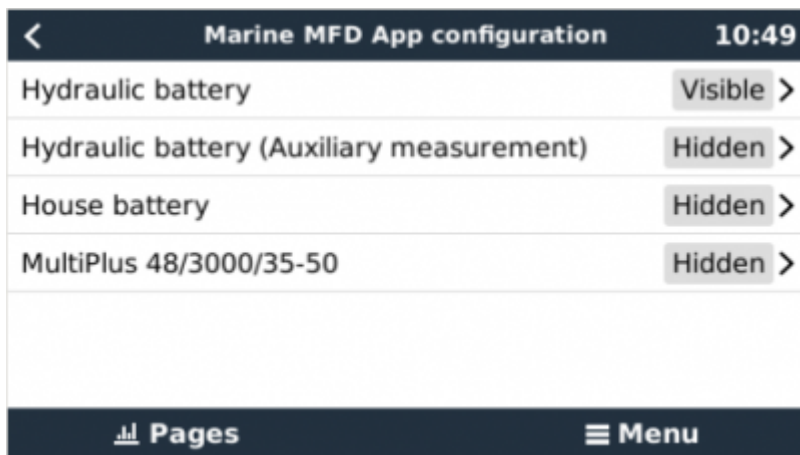 Marine MFD App configuration 10:49
Hydraulic battery Visible
Hydraulic battery (Auxiliary measurement) Hidden
House battery Hidden
MultiPlus 48/3000/35-50 Hidden
Pages Menu